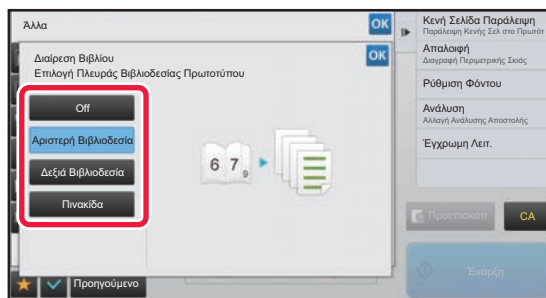 Άλλα
OK
Διαίρεση Βιβλίου
Επιλογή Πλευράς Βιβλιοδεσίας Πρωτοτύπου
OK
Off
Αριστερή Βιβλιοδεσία
Δεξιά Βιβλιοδεσία
Πινακίδα
6 7 9
Προηγούμενο
Κενή Σελίδα Παράλειψη
Παράλειψη Κενής Σελ στο Πρωτότ
Απαλοιφή
Διαγραφή Περιμετρικής Σκιάς
Ρύθμιση Φόντου
Ανάλυση
Αλλαγή Ανάλυσης Αποστολής
Έγχρωμη Λειτ.
Προεπισκόπ
CA
Έναρξη